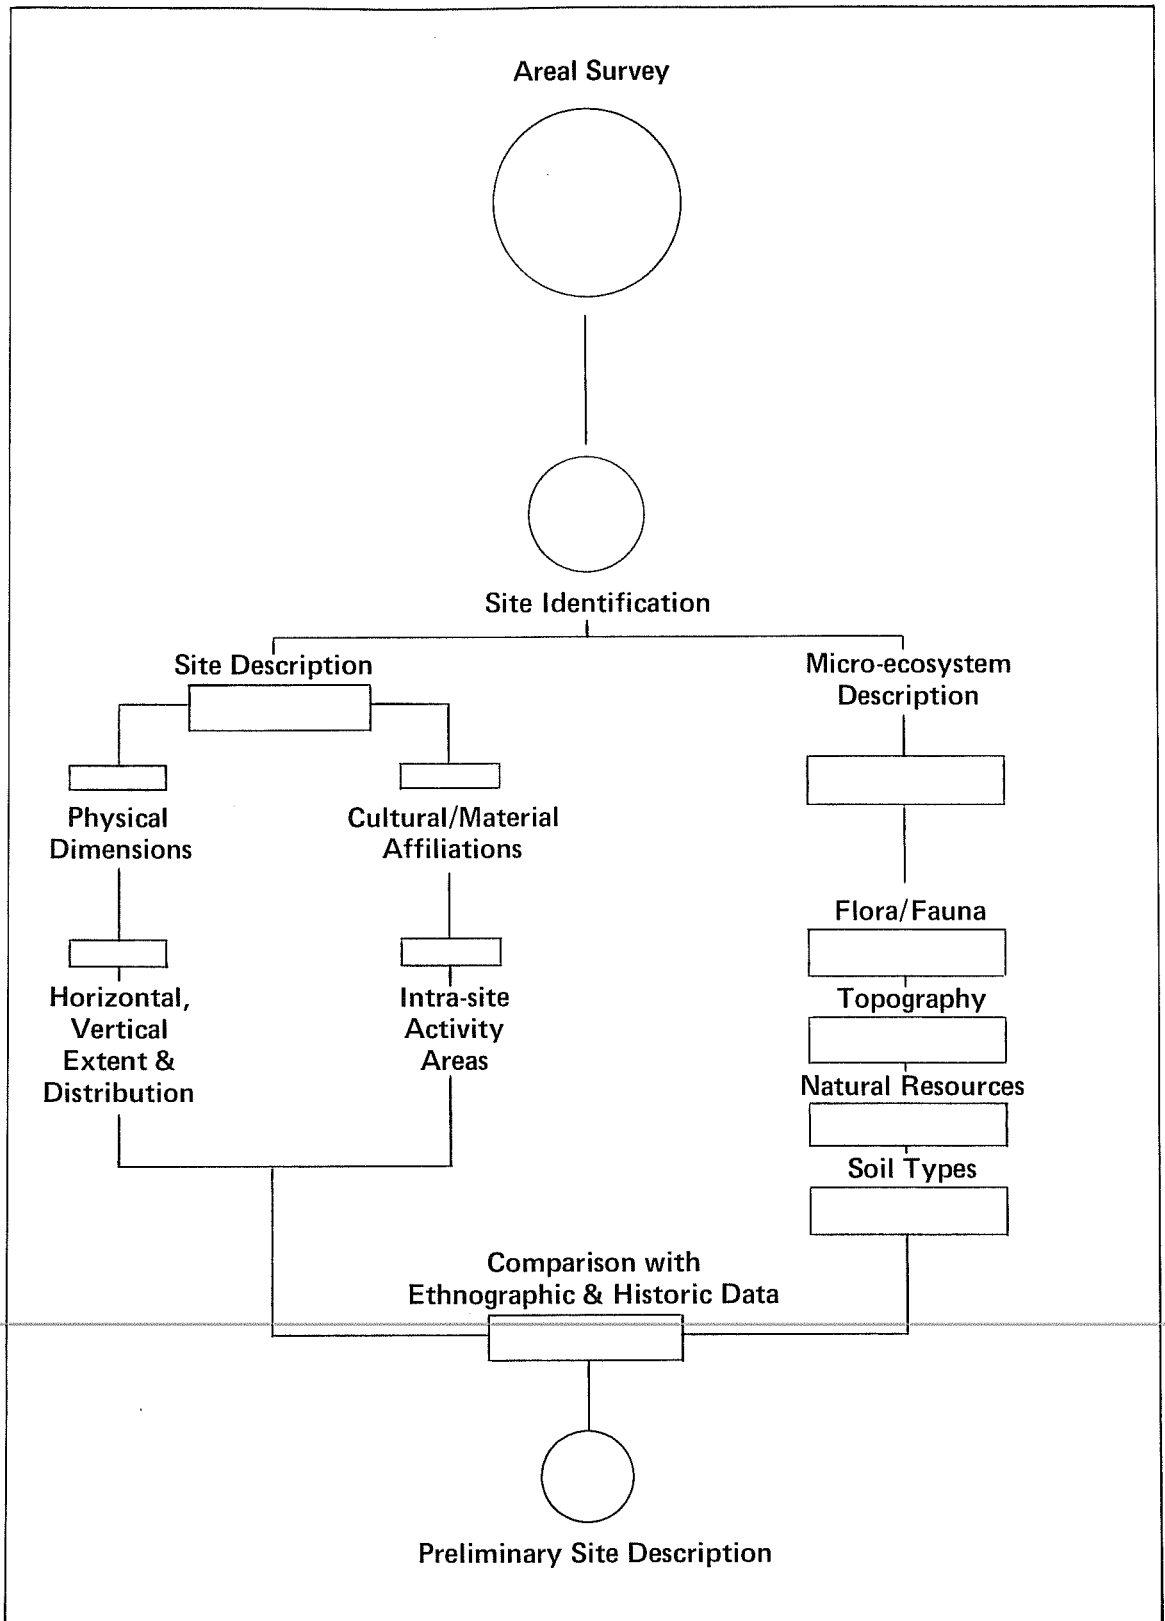 Areal Survey
Site Identification
Site Description
Physical
Dimensions
Cultural/Material
Affiliations
Horizontal,
Vertical
Extent &
Distribution
Intra-site
Activity
Areas
Micro-ecosystem
Description
Flora/Fauna
Topography
Natural Resources
Soil Types
Comparison with
Ethnographic & Historic Data
Preliminary Site Description